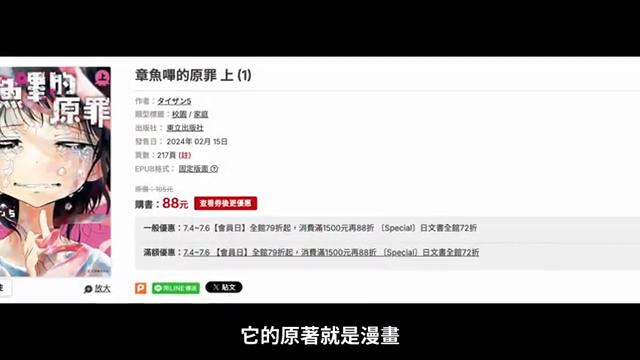 章魚嗶的原罪 上 (1)
作者：タイザン5
類型標籤：校園 / 家庭
出版社： 東立出版社
發售日： 2024年 02月 15日
頁數：217頁 (註)
EPUB格式： 固定版面
原價：105元
購書：88元 查看券後更優惠
一般優惠：7.4~7.6【會員日】全館79折起，消費滿1500元再88折 〔Special〕日文書全館72折
滿額優惠：7.4~7.6 【會員日】全館79折起，消費滿1500元再88折 〔Special〕日文書全館72折
放大
用LINE傳送
X 貼文
它的原著就是漫畫